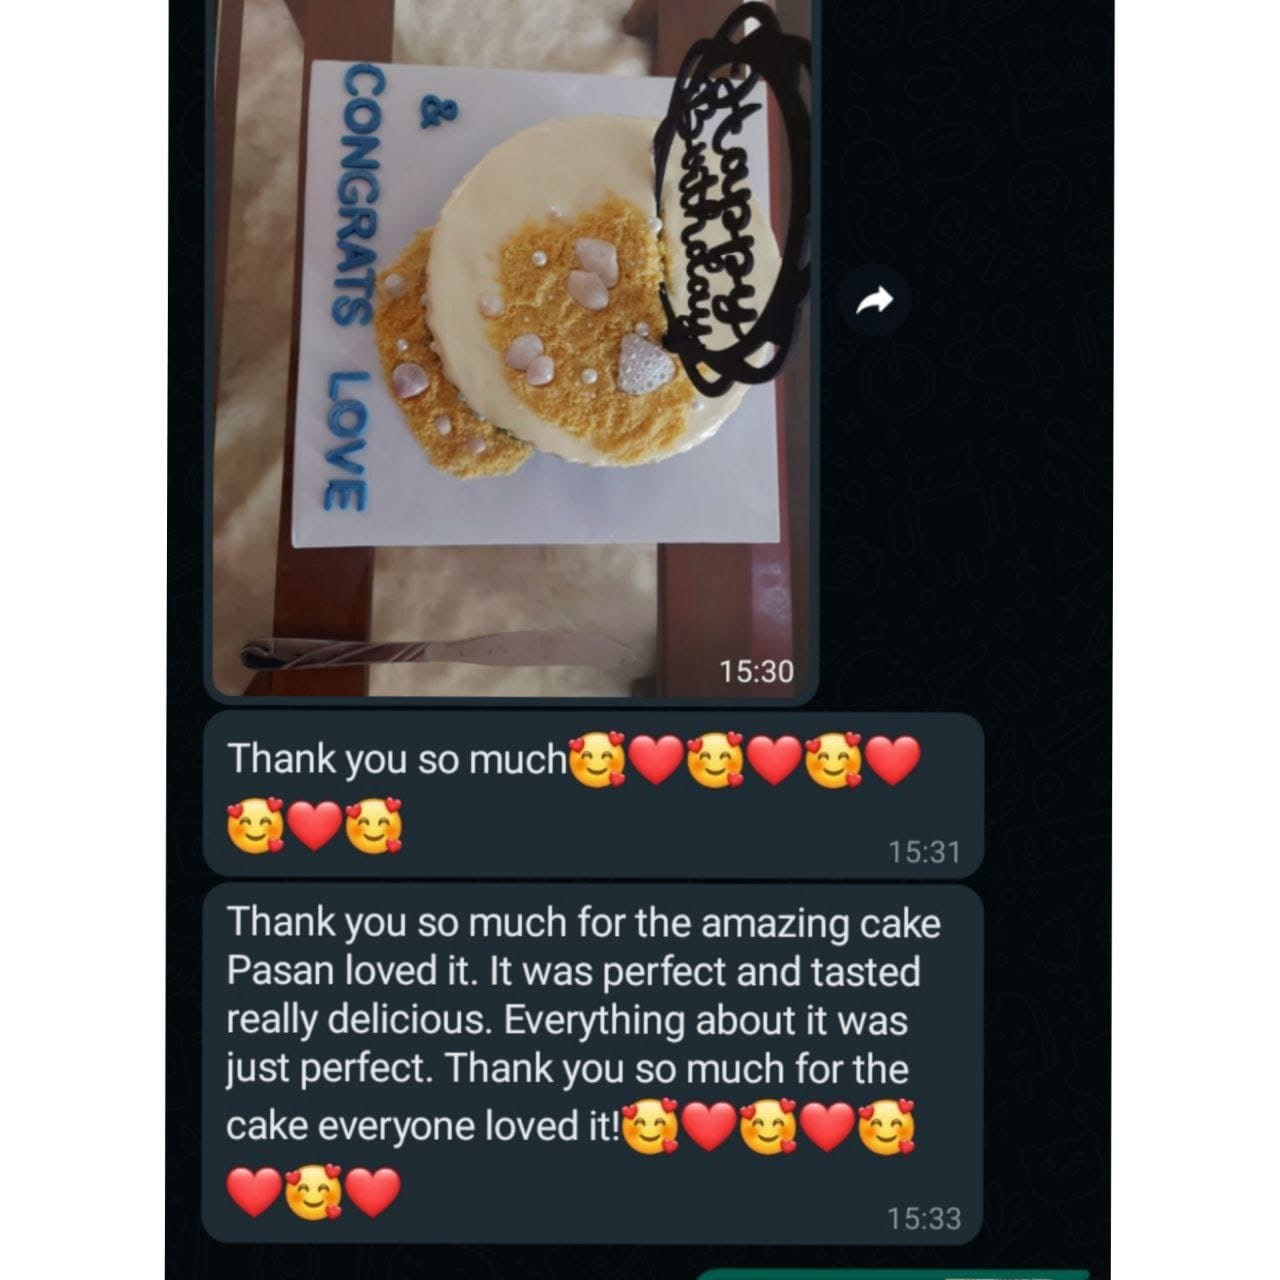 Happy
Birthday
&
CONGRATS LOVE
15:30
Thank you so much🥰❤️🥰❤️🥰❤️
🥰❤️🥰
15:31
Thank you so much for the amazing cake
Pasan loved it. It was perfect and tasted
really delicious. Everything about it was
just perfect. Thank you so much for the
cake everyone loved it!🥰❤️🥰❤️🥰
❤️🥰❤️
15:33